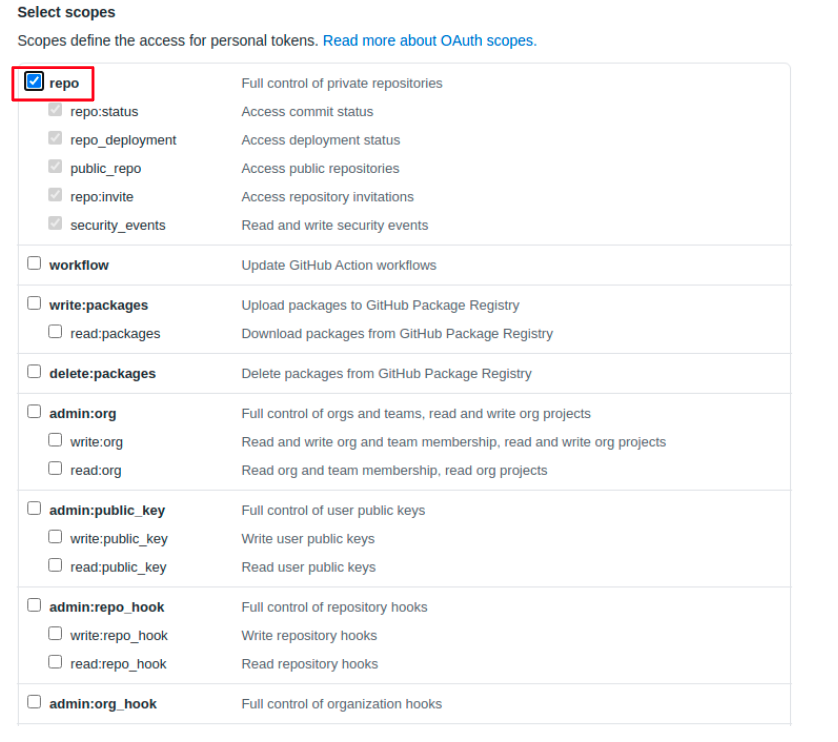 Select scopes
Scopes define the access for personal tokens. Read more about OAuth scopes.
repo Full control of private repositories
repo:status Access commit status
repo_deployment Access deployment status
public_repo Access public repositories
repo:invite Access repository invitations
security_events Read and write security events
workflow Update GitHub Action workflows
write:packages Upload packages to GitHub Package Registry
read:packages Download packages from GitHub Package Registry
delete:packages Delete packages from GitHub Package Registry
admin:org Full control of orgs and teams, read and write org projects
write:org Read and write org and team membership, read and write org projects
read:org Read org and team membership, read org projects
admin:public_key Full control of user public keys
write:public_key Write user public keys
read:public_key Read user public keys
admin:repo_hook Full control of repository hooks
write:repo_hook Write repository hooks
read:repo_hook Read repository hooks
admin:org_hook Full control of organization hooks